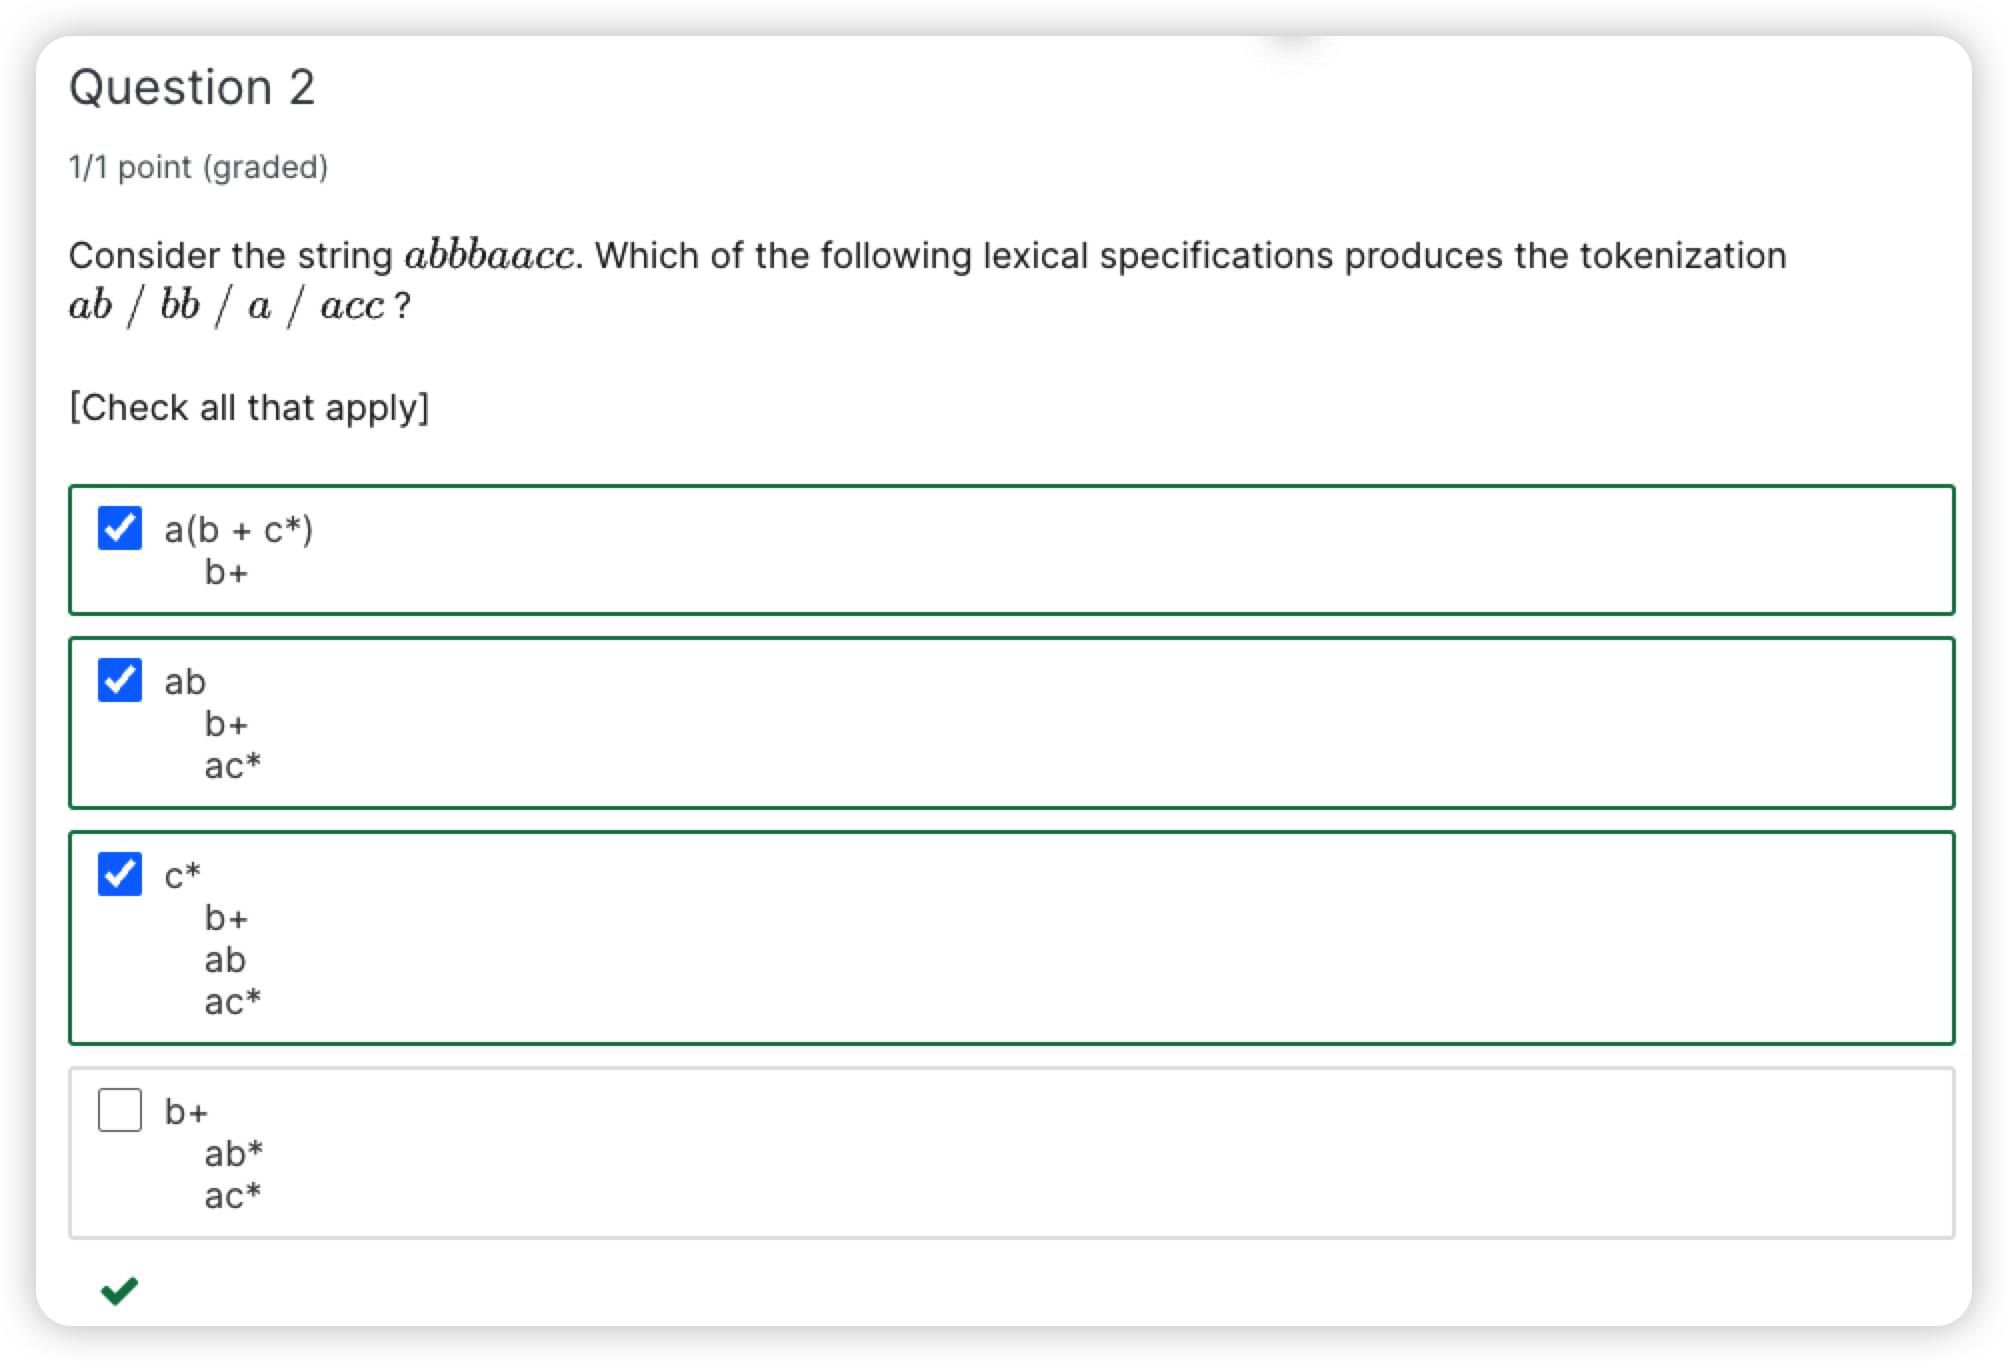 Question 2
1/1 point (graded)
Consider the string abbbaacc. Which of the following lexical specifications produces the tokenization
ab / bb / a / acc ?
[Check all that apply]
a(b + c*)
b+
ab
b+
ac*
c*
b+
ab
ac*
b+
ab*
ac*